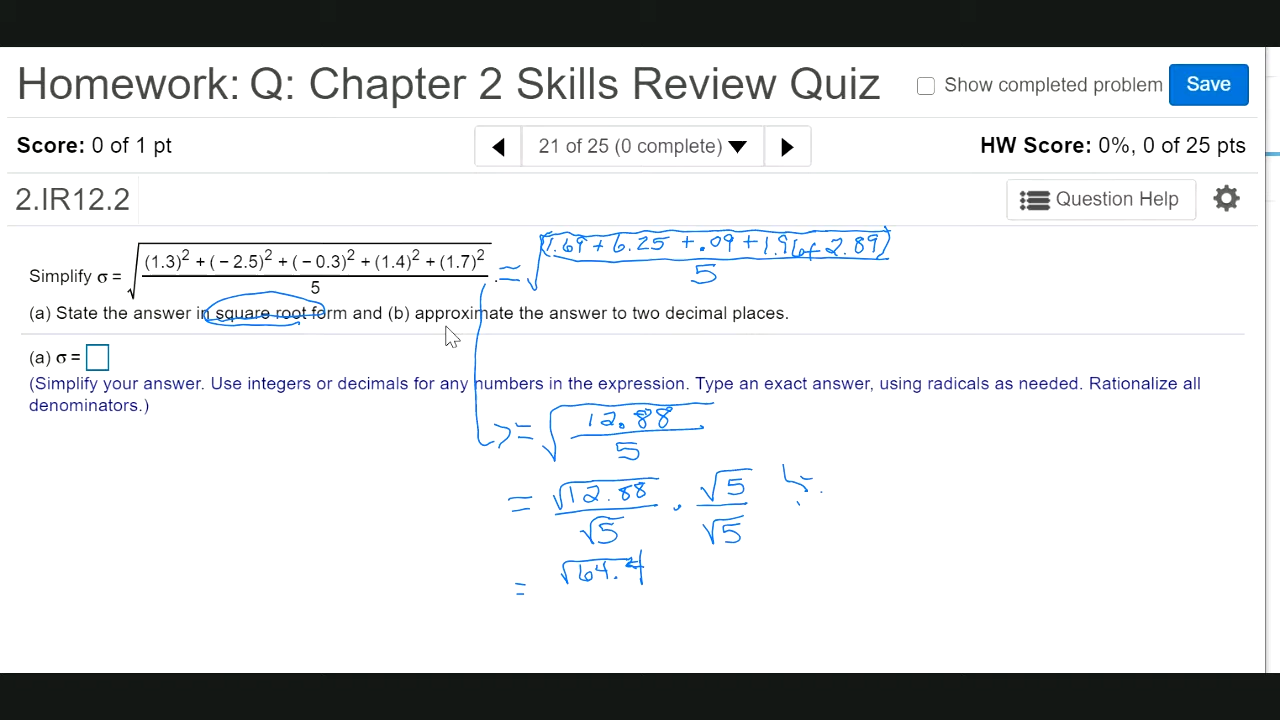 Homework: Q: Chapter 2 Skills Review Quiz
Show completed problem
Save
Score: 0 of 1 pt
21 of 25 (0 complete)
HW Score: 0%, 0 of 25 pts
2.IR12.2
Question Help
Simplify σ = √(((1.3)² + (− 2.5)² + (− 0.3)² + (1.4)² + (1.7)²)/5).
= √((1.69 + 6.25 + .09 + 1.96 + 2.89)/5)
(a) State the answer in square root form and (b) approximate the answer to two decimal places.
(a) σ =
(Simplify your answer. Use integers or decimals for any numbers in the expression. Type an exact answer, using radicals as needed. Rationalize all
denominators.)
= √(12.88/5)
= √12.88/√5 · √5/√5
= √64.4